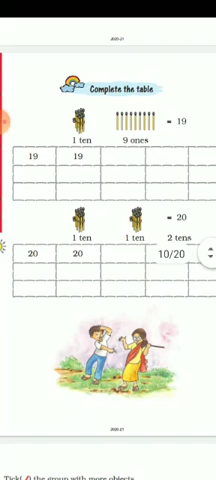 2020-21
Complete the table
= 19
1 ten 9 ones
19 19
= 20
1 ten 1 ten 2 tens
20 20 10/20
2020-21
Tick( ) the group with more objects.